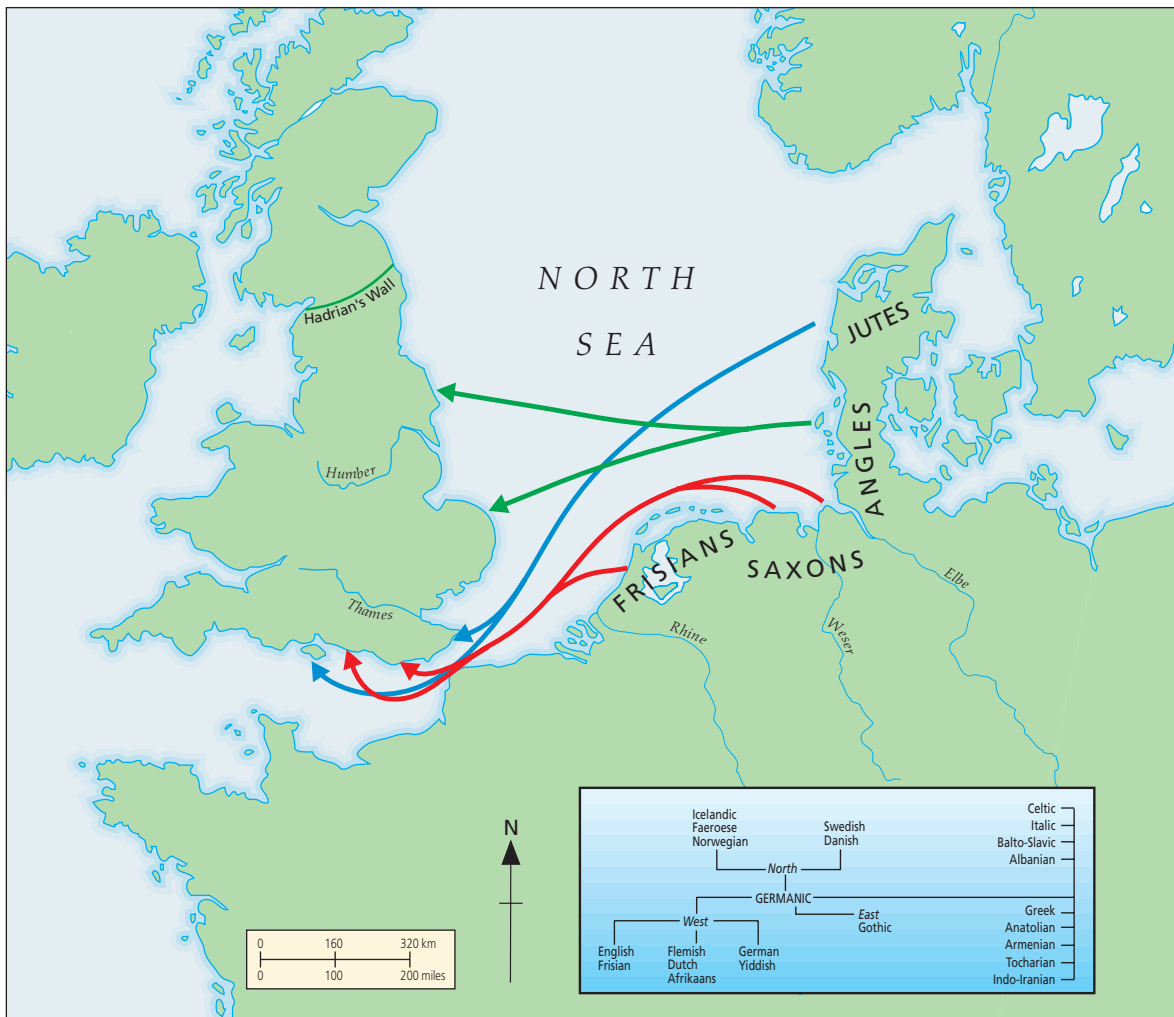 NORTH
SEA
Hadrian's Wall
JUTES
ANGLES
Humber
FRISIANS
SAXONS
Elbe
Thames
Rhine
Weser
N
0 160 320 km
0 100 200 miles
Icelandic
Faeroese
Norwegian
Swedish
Danish
North
GERMANIC
West
East
Gothic
English
Frisian
Flemish
Dutch
Afrikaans
German
Yiddish
Celtic
Italic
Balto-Slavic
Albanian
Greek
Anatolian
Armenian
Tocharian
Indo-Iranian